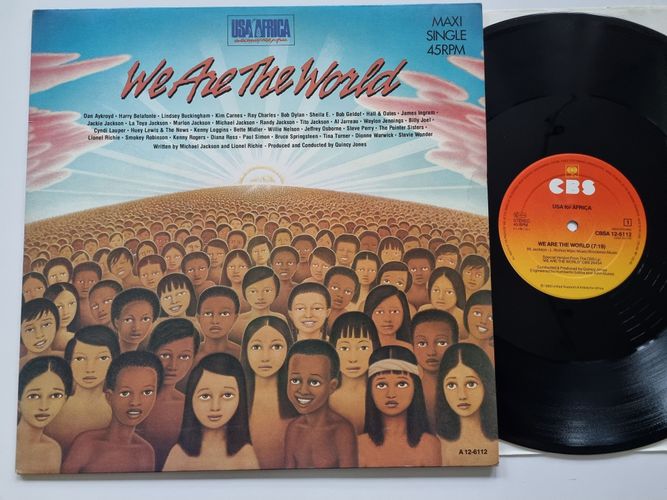 USA/AFRICA
MAXI
SINGLE
45RPM
We Are The World
Dan Aykroyd • Harry Belafonte • Lindsey Buckingham • Kim Carnes • Ray Charles • Bob Dylan • Sheila E. • Bob Geldof • Hall & Oates • James Ingram •
Jackie Jackson • La Toya Jackson • Marlon Jackson • Michael Jackson • Randy Jackson • Tito Jackson • Al Jarreau • Waylon Jennings • Billy Joel •
Cyndi Lauper • Huey Lewis & The News • Kenny Loggins • Bette Midler • Willie Nelson • Jeffrey Osborne • Steve Perry • The Pointer Sisters •
Lionel Richie • Smokey Robinson • Kenny Rogers • Diana Ross • Paul Simon • Bruce Springsteen • Tina Turner • Dionne Warwick • Stevie Wonder
Written by Michael Jackson and Lionel Richie • Produced and Conducted by Quincy Jones
A 12-6112
CBS
USA for AFRICA
STEREO
45RPM
1
CBSA 12-6112
WE ARE THE WORLD (7:19)